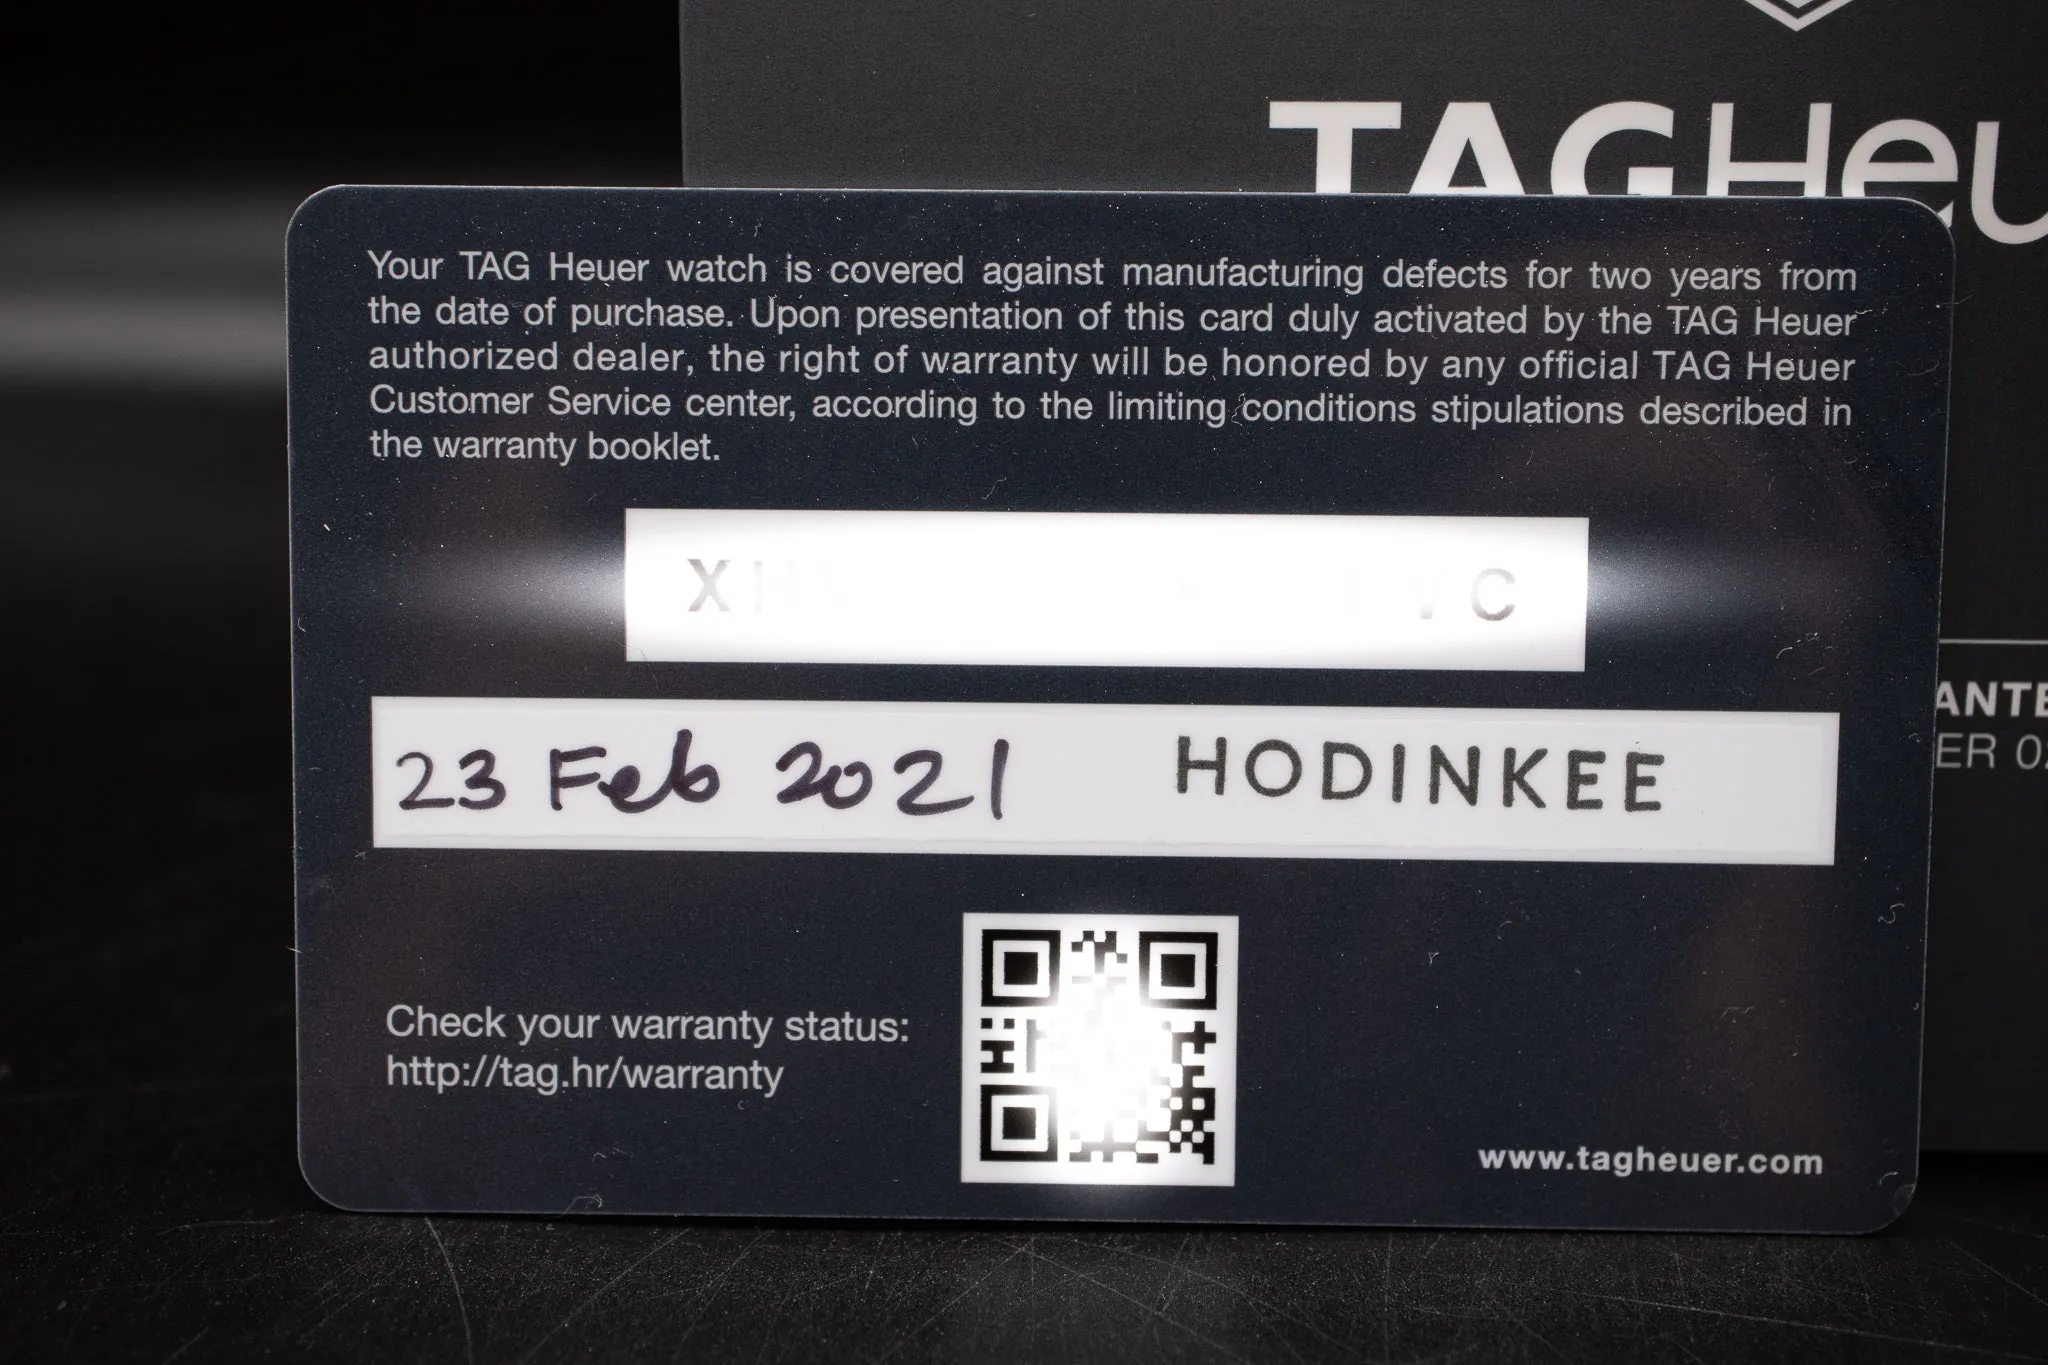 TAGHeu
Your TAG Heuer watch is covered against manufacturing defects for two years from
the date of purchase. Upon presentation of this card duly activated by the TAG Heuer
authorized dealer, the right of warranty will be honored by any official TAG Heuer
Customer Service center, according to the limiting conditions stipulations described in
the warranty booklet.
23 Feb 2021 HODINKEE
ANTE
ER 02
Check your warranty status:
http://tag.hr/warranty
www.tagheuer.com